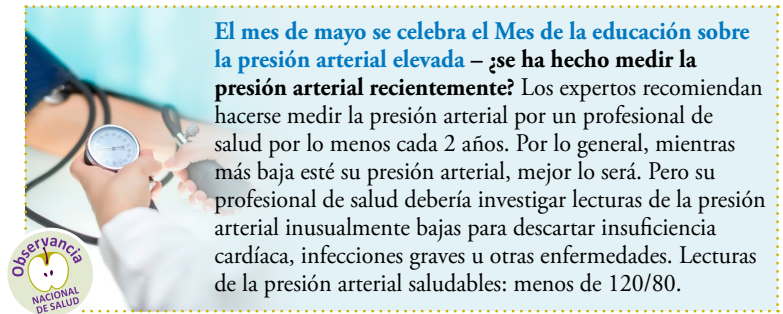 El mes de mayo se celebra el Mes de la educación sobre
la presión arterial elevada – ¿se ha hecho medir la
presión arterial recientemente? Los expertos recomiendan
hacerse medir la presión arterial por un profesional de
salud por lo menos cada 2 años. Por lo general, mientras
más baja esté su presión arterial, mejor lo será. Pero su
profesional de salud debería investigar lecturas de la presión
arterial inusualmente bajas para descartar insuficiencia
cardíaca, infecciones graves u otras enfermedades. Lecturas
de la presión arterial saludables: menos de 120/80.
Observancia
NACIONAL
DE SALUD